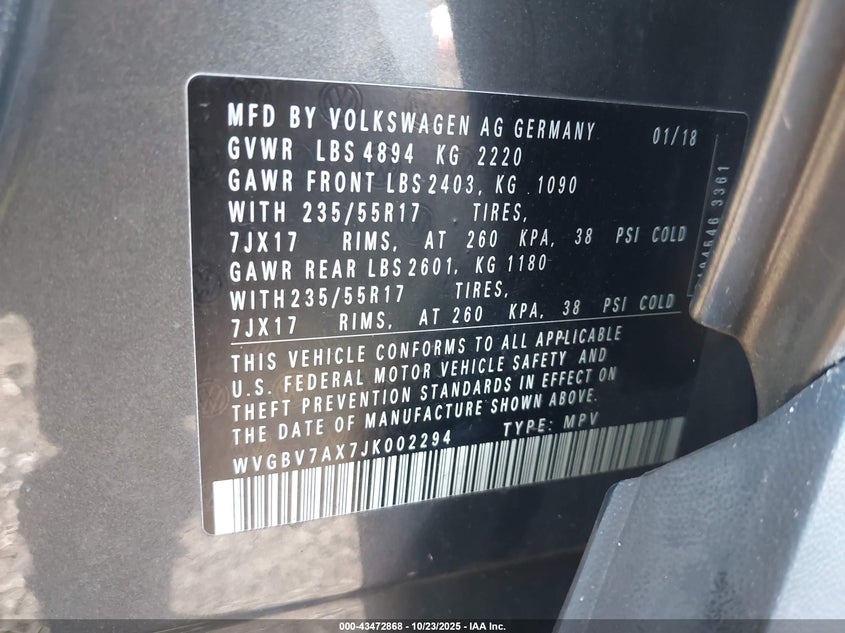 MFD BY VOLKSWAGEN AG GERMANY 01/18
GVWR LBS 4894 KG 2220
GAWR FRONT LBS 2403, KG 1090
WITH 235/55R17 TIRES,
7JX17 RIMS, AT 260 KPA, 38 PSI COLD
GAWR REAR LBS 2601, KG 1180
WITH 235/55R17 TIRES,
7JX17 RIMS, AT 260 KPA, 38 PSI COLD
THIS VEHICLE CONFORMS TO ALL APPLICABLE
U.S. FEDERAL MOTOR VEHICLE SAFETY AND
THEFT PREVENTION STANDARDS IN EFFECT ON
THE DATE OF MANUFACTURE SHOWN ABOVE.
WVGBV7AX7JK002294 TYPE: MPV
3361
000-43472868 - 10/23/2025 - IAA Inc.